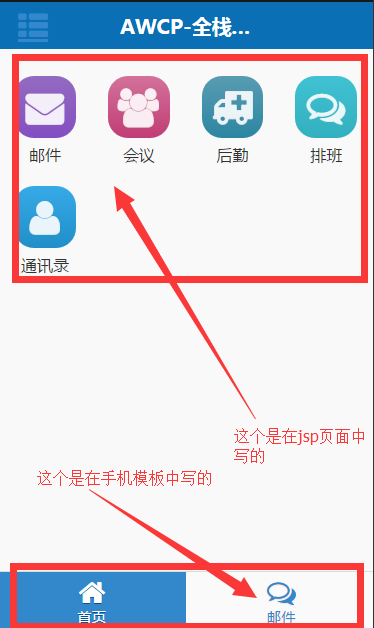 AWCP-全栈...
邮件 会议 后勤 排班
通讯录
这个是在jsp页面中
写的
这个是在手机模板中写的
首页 邮件